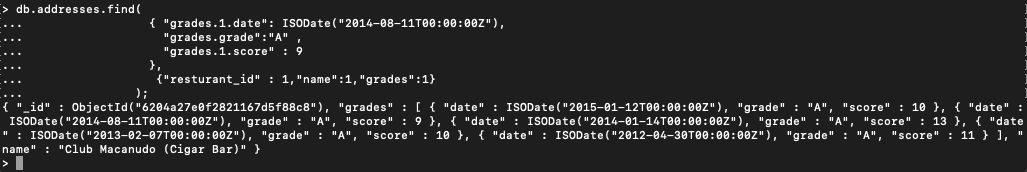 > db.addresses.find(
... { "grades.1.date": ISODate("2014-08-11T00:00:00Z"),
... "grades.grade":"A" ,
... "grades.1.score" : 9
... },
... {"resturant_id" : 1,"name":1,"grades":1}
... );
{ "_id" : ObjectId("6204a27e0f2821167d5f88c8"), "grades" : [ { "date" : ISODate("2015-01-12T00:00:00Z"), "grade" : "A", "score" : 10 }, { "date" :
ISODate("2014-08-11T00:00:00Z"), "grade" : "A", "score" : 9 }, { "date" : ISODate("2014-01-14T00:00:00Z"), "grade" : "A", "score" : 13 }, { "date
" : ISODate("2013-02-07T00:00:00Z"), "grade" : "A", "score" : 10 }, { "date" : ISODate("2012-04-30T00:00:00Z"), "grade" : "A", "score" : 11 } ], "
name" : "Club Macanudo (Cigar Bar)" }
>